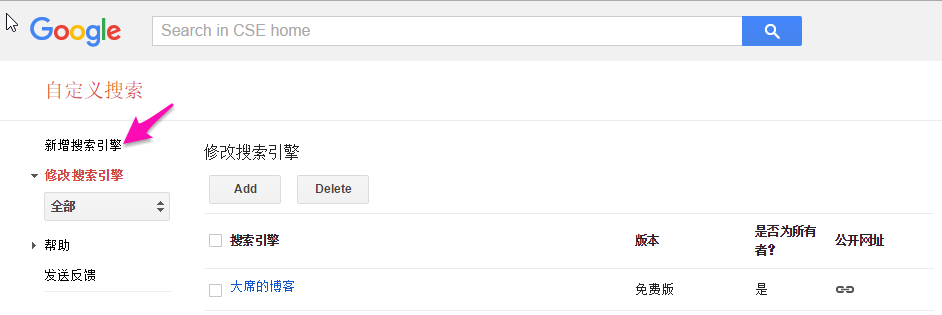 Google
Search in CSE home
自定义搜索
新增搜索引擎
修改搜索引擎
全部
帮助
发送反馈
修改搜索引擎
Add Delete
搜索引擎 版本 是否为所有者? 公开网址
大席的博客 免费版 是